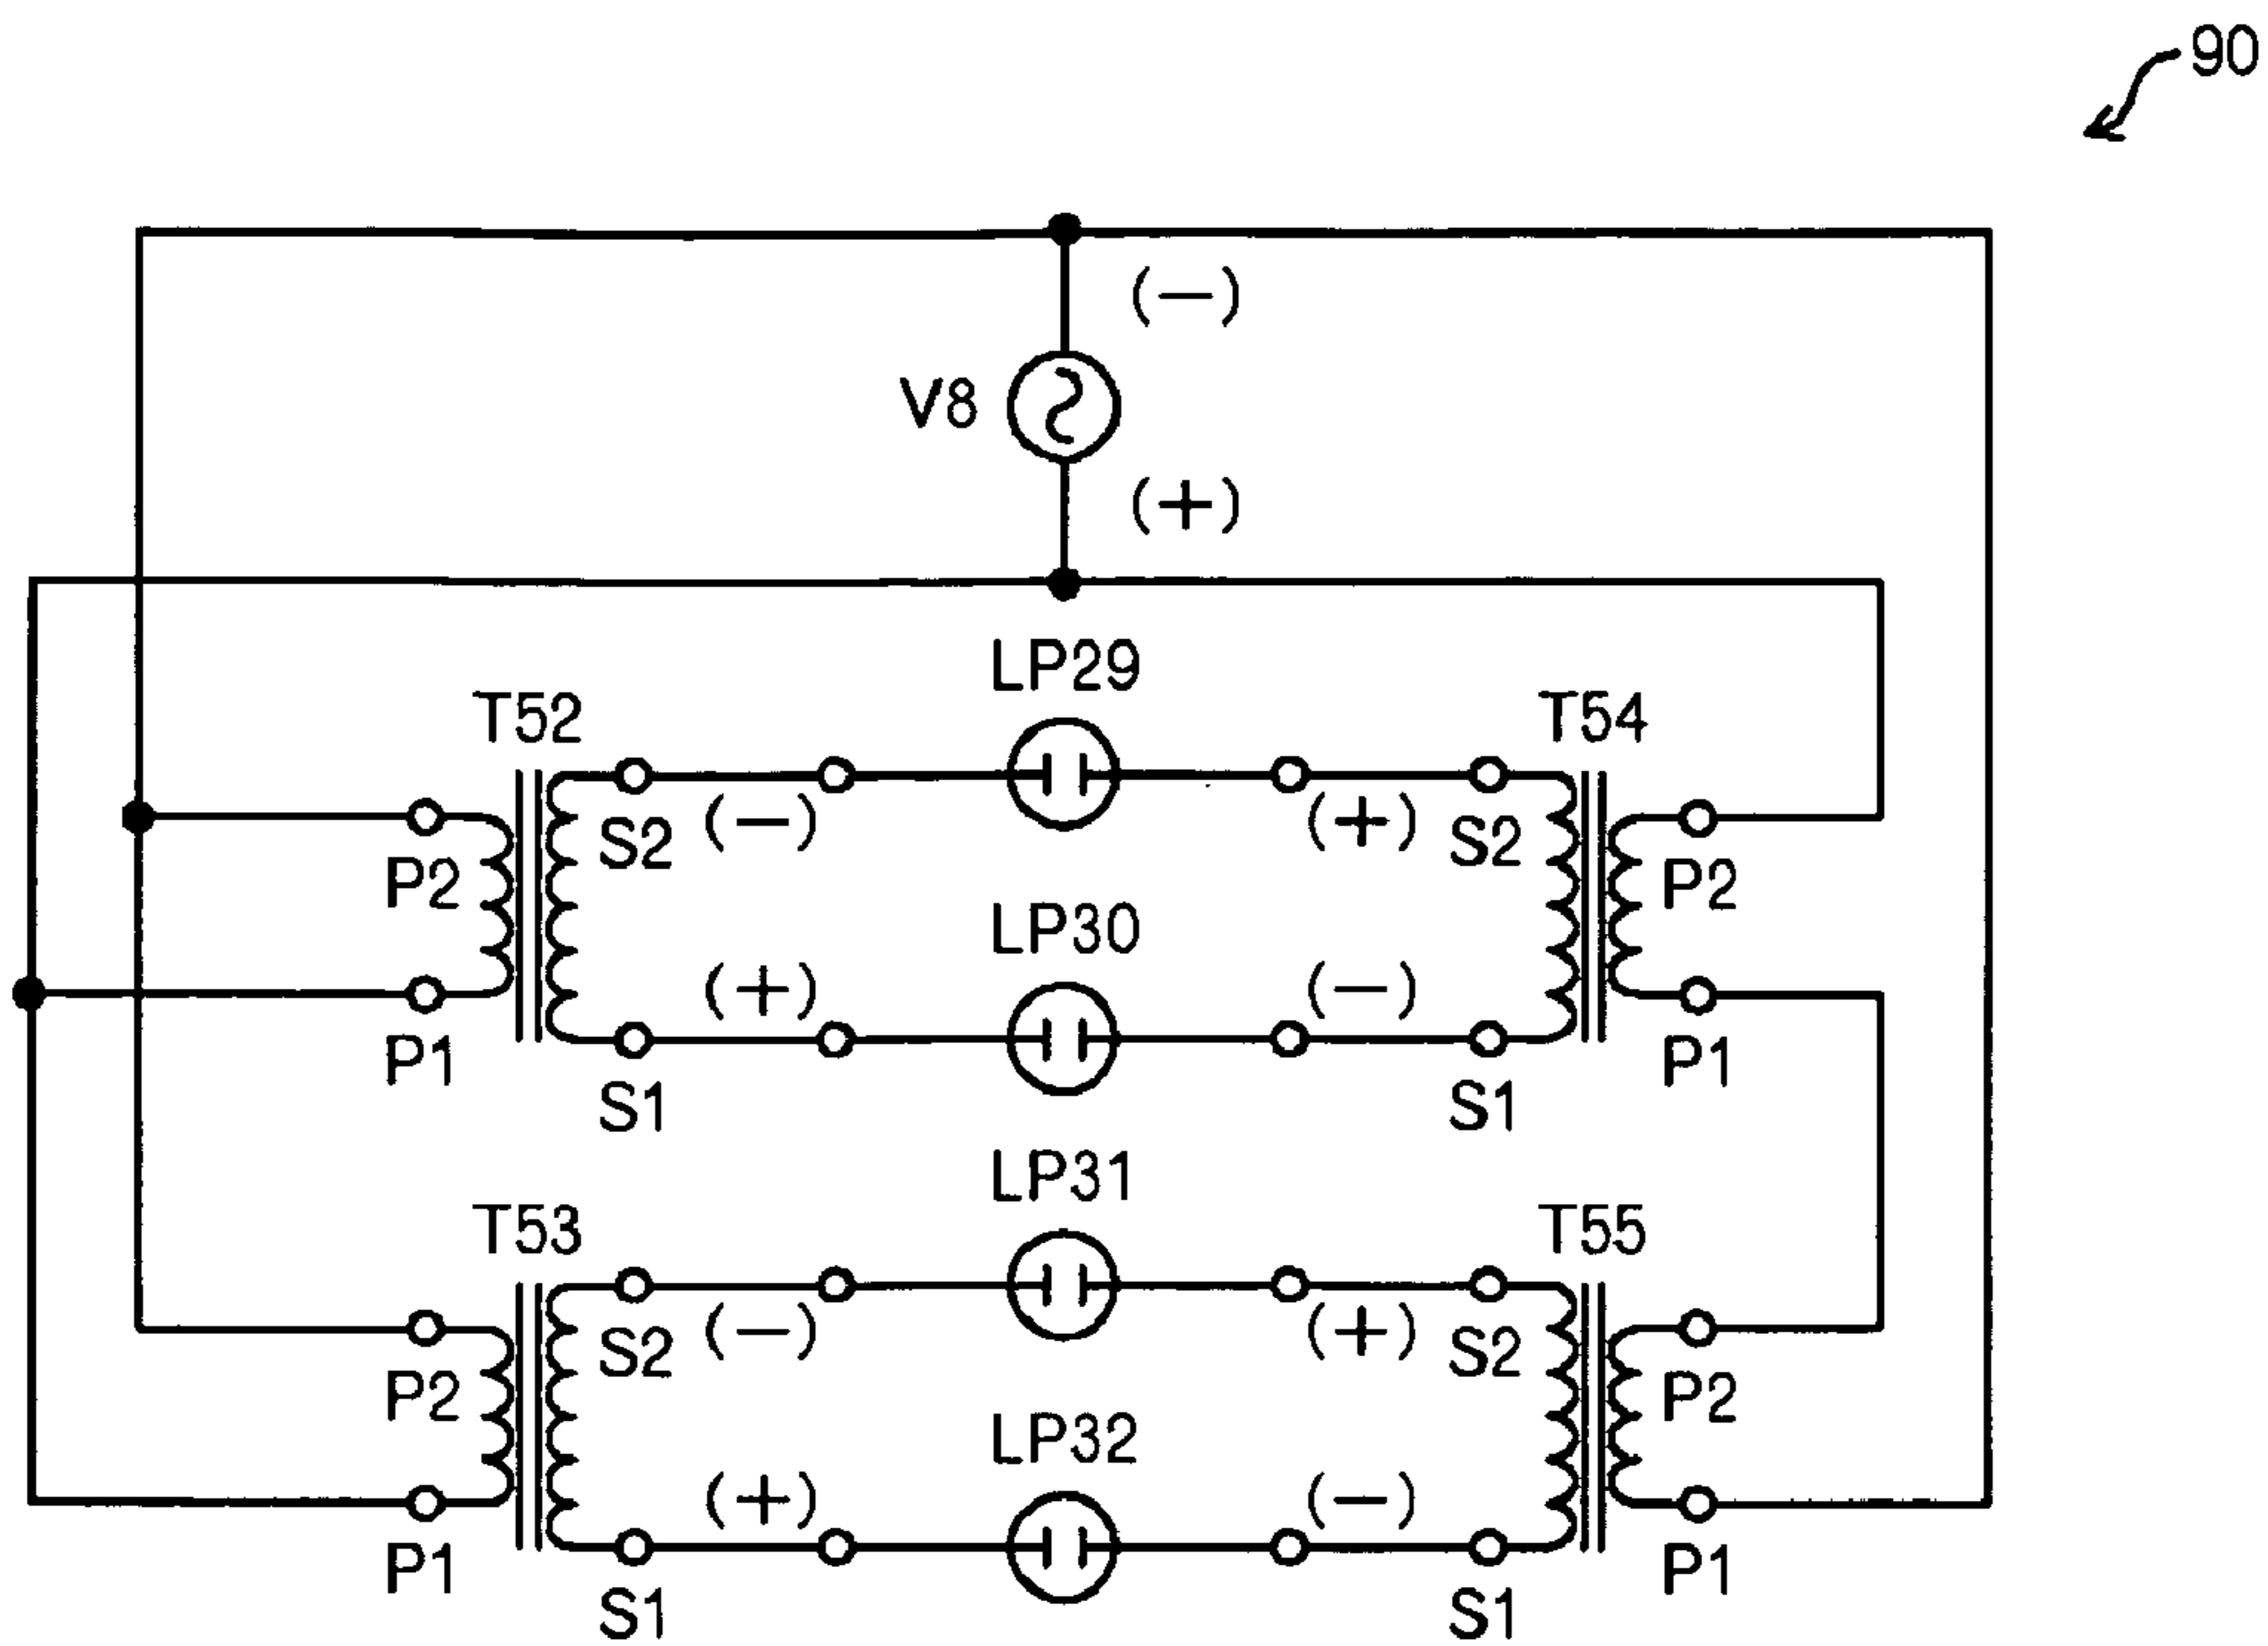 90
(−)
V8
(+)
LP29
T52 T54
S2 (−) (+) S2
P2 P2
LP30
(+) (−)
P1 P1
S1 S1
LP31
T53 T55
S2 (−) (+) S2
P2 P2
LP32
(+) (−)
P1 P1
S1 S1